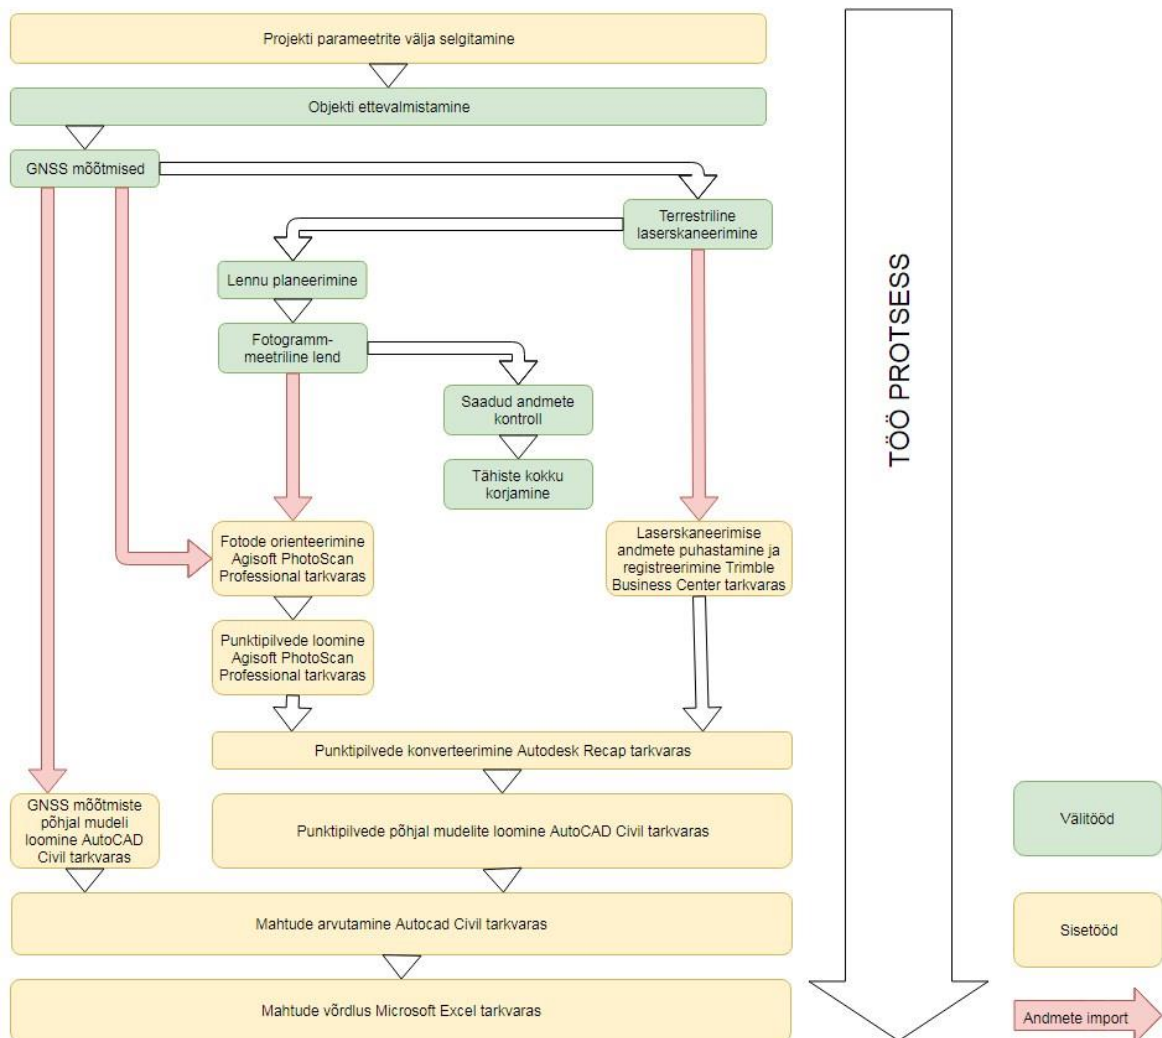 Projekti parameetrite välja selgitamine
Objekti ettevalmistamine
GNSS mõõtmised
Terrestriline
laserskaneerimine
Lennu planeerimine
Fotogramm-
meetriline lend
Saadud andmete
kontroll
Tähiste kokku
korjamine
Fotode orienteerimine
Agisoft PhotoScan
Professional tarkvaras
Laserskaneerimise
andmete puhastamine ja
registreerimine Trimble
Business Center tarkvaras
Punktipilvede loomine
Agisoft PhotoScan
Professional tarkvaras
Punktipilvede konverteerimine Autodesk Recap tarkvaras
GNSS mõõtmiste
põhjal mudeli
loomine AutoCAD
Civil tarkvaras
Punktipilvede põhjal mudelite loomine AutoCAD Civil tarkvaras
Mahtude arvutamine Autocad Civil tarkvaras
Mahtude võrdlus Microsoft Excel tarkvaras
TÖÖ PROTSESS
Välitööd
Sisetööd
Andmete import